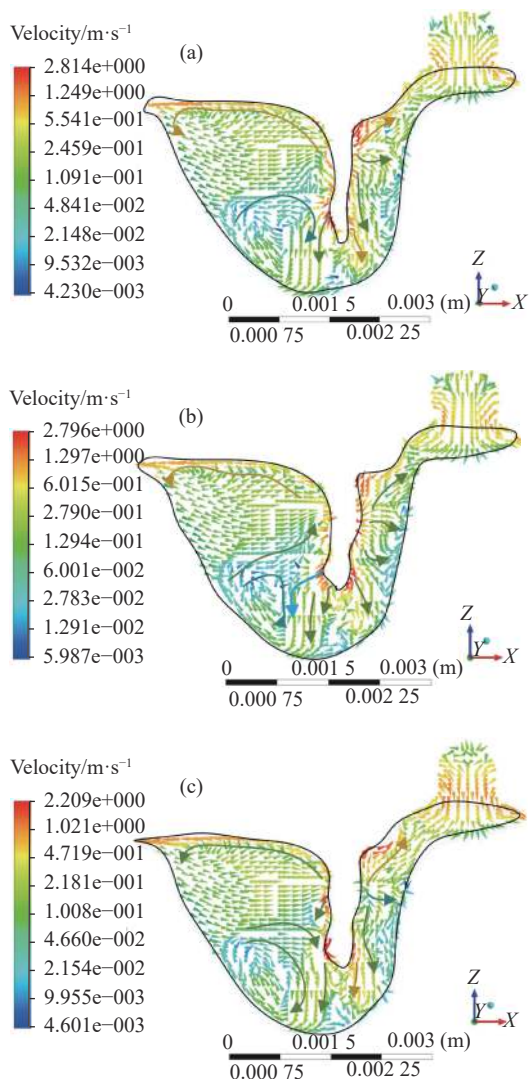 Velocity/m·s⁻¹
(a)
2.814e+000
1.249e+000
5.541e−001
2.459e−001
1.091e−001
4.841e−002
2.148e−002
9.532e−003
4.230e−003
Z
Y X
0 0.001 5 0.003 (m)
0.000 75 0.002 25
Velocity/m·s⁻¹
(b)
2.796e+000
1.297e+000
6.015e−001
2.790e−001
1.294e−001
6.001e−002
2.783e−002
1.291e−002
5.987e−003
Z
Y X
0 0.001 5 0.003 (m)
0.000 75 0.002 25
Velocity/m·s⁻¹
(c)
2.209e+000
1.021e+000
4.719e−001
2.181e−001
1.008e−001
4.660e−002
2.154e−002
9.955e−003
4.601e−003
Z
Y X
0 0.001 5 0.003 (m)
0.000 75 0.002 25